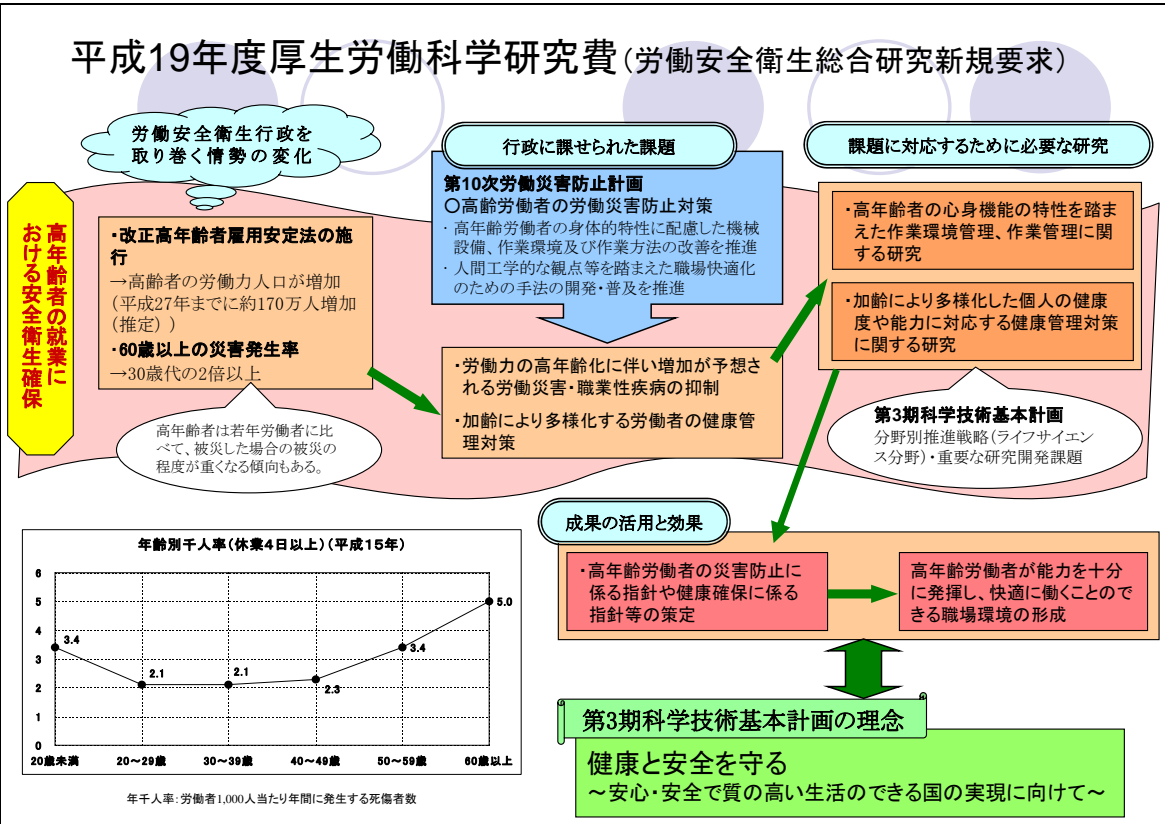 平成19年度厚生労働科学研究費(労働安全衛生総合研究新規要求)
労働安全衛生行政を
取り巻く情勢の変化
高年齢者の就業に
おける安全衛生確保
・改正高年齢者雇用安定法の施
行
→高齢者の労働力人口が増加
(平成27年までに約170万人増加
(推定) )
・60歳以上の災害発生率
→30歳代の2倍以上
高年齢者は若年労働者に比
べて、被災した場合の被災の
程度が重くなる傾向もある。
行政に課せられた課題
第10次労働災害防止計画
○高齢労働者の労働災害防止対策
・高年齢労働者の身体的特性に配慮した機械
設備、作業環境及び作業方法の改善を推進
・人間工学的な観点等を踏まえた職場快適化
のための手法の開発・普及を推進
・労働力の高年齢化に伴い増加が予想さ
れる労働災害・職業性疾病の抑制
・加齢により多様化する労働者の健康管
理対策
課題に対応するために必要な研究
・高年齢者の心身機能の特性を踏ま
えた作業環境管理、作業管理に関
する研究
・加齢により多様化した個人の健康
度や能力に対応する健康管理対策
に関する研究
第3期科学技術基本計画
分野別推進戦略(ライフサイエン
ス分野)・重要な研究開発課題
成果の活用と効果
・高年齢労働者の災害防止に
係る指針や健康確保に係る
指針等の策定
高年齢労働者が能力を十分
に発揮し、快適に働くことので
きる職場環境の形成
第3期科学技術基本計画の理念
健康と安全を守る
～安心・安全で質の高い生活のできる国の実現に向けて～
年齢別千人率(休業4日以上)(平成15年)
6
5
4
3
2
1
0
3.4
2.1
2.1
2.3
3.4
5.0
20歳未満
20～29歳
30～39歳
40～49歳
50～59歳
60歳以上
年千人率:労働者1,000人当たり年間に発生する死傷者数